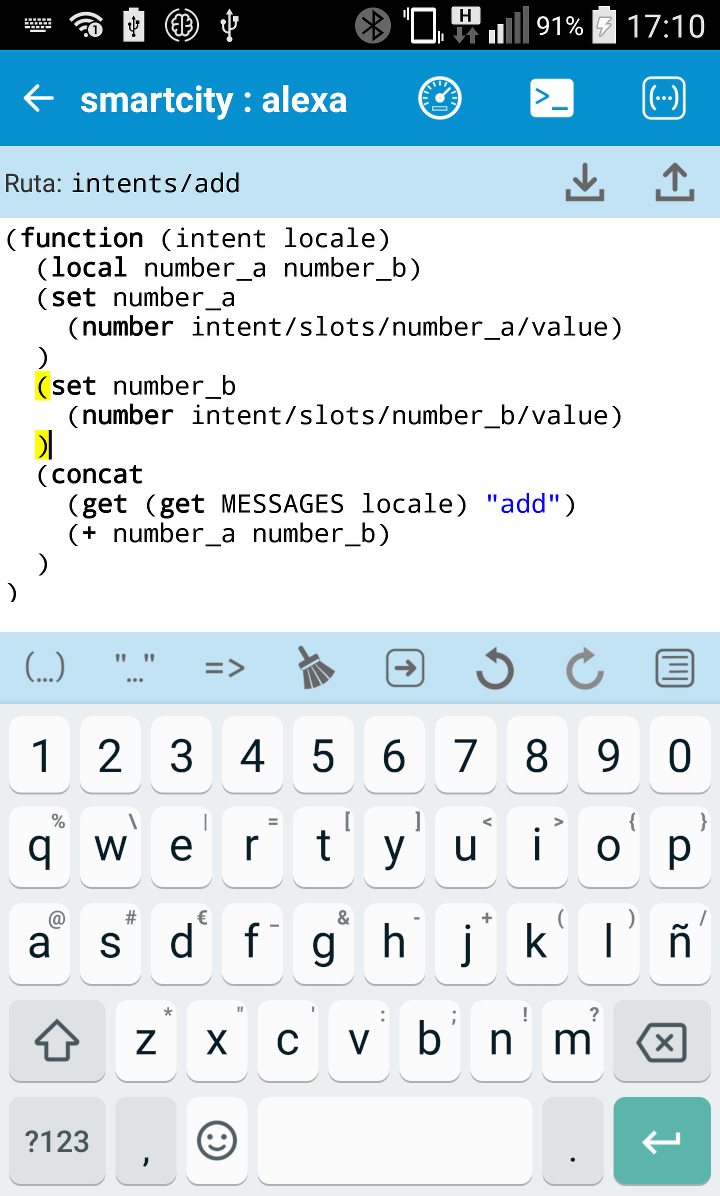 H 91% 17:10
smartcity : alexa
Ruta: intents/add
(function (intent locale)
  (local number_a number_b)
  (set number_a
    (number intent/slots/number_a/value)
  )
  (set number_b
    (number intent/slots/number_b/value)
  )
  (concat
    (get (get MESSAGES locale) "add")
    (+ number_a number_b)
  )
)
(...) "..." =>
1 2 3 4 5 6 7 8 9 0
% \ | = [ ] < > { }
q w e r t y u i o p
@ # € _ & - + ( ) /
a s d f g h j k l ñ
* " ' : ; ! ?
z x c v b n m
?123 , .